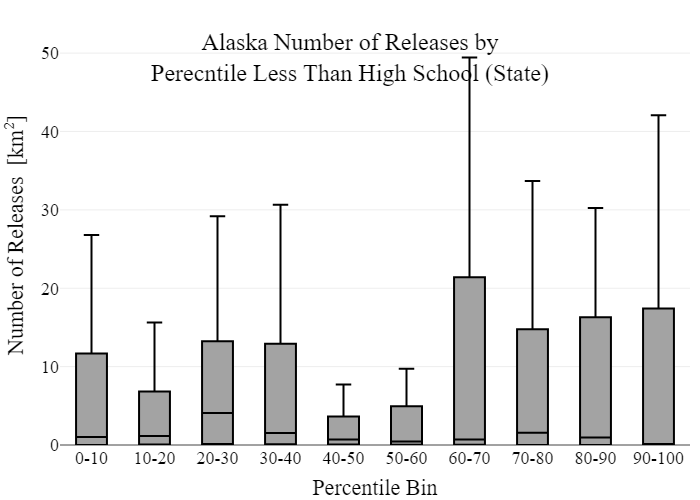 Alaska Number of Releases by
Perecntile Less Than High School (State)
Number of Releases [km²]
50
40
30
20
10
0
0-10 10-20 20-30 30-40 40-50 50-60 60-70 70-80 80-90 90-100
Percentile Bin